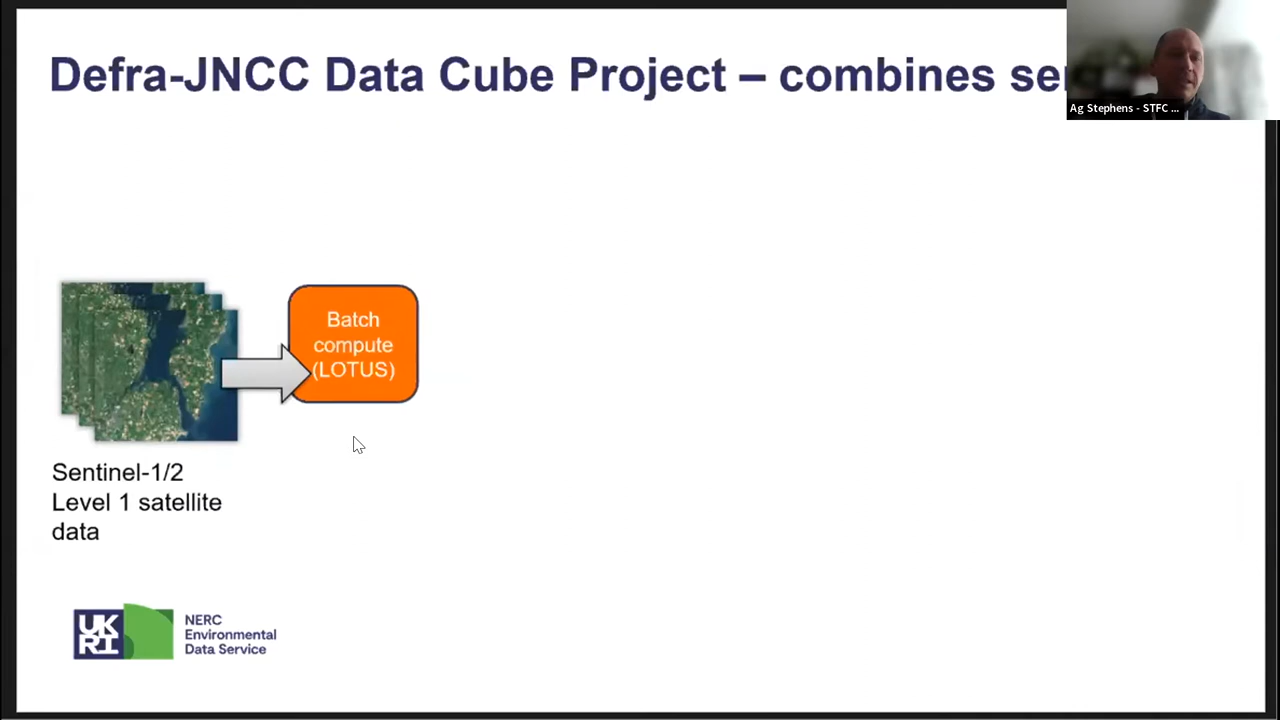 Defra-JNCC Data Cube Project – combines
Ag Stephens - STFC ...
Batch
compute
(LOTUS)
Sentinel-1/2
Level 1 satellite
data
UK
RI
NERC
Environmental
Data Service